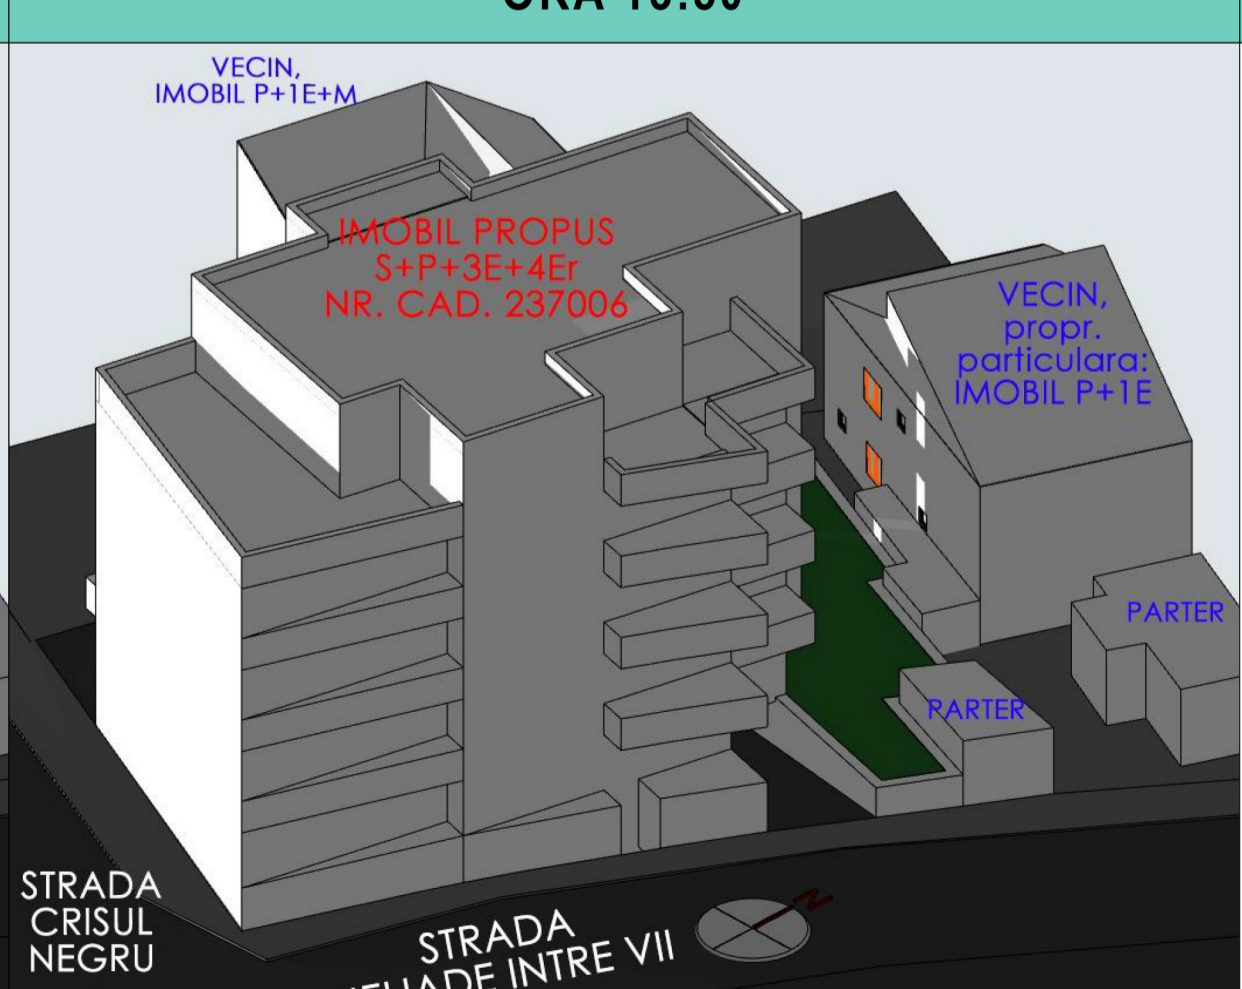 VECIN,
IMOBIL P+1E+M
IMOBIL PROPUS
S+P+3E+4Er
NR. CAD. 237006
VECIN,
propr.
particulara:
IMOBIL P+1E
PARTER
PARTER
STRADA
CRISUL
NEGRU
STRADA
INTRE VII
N